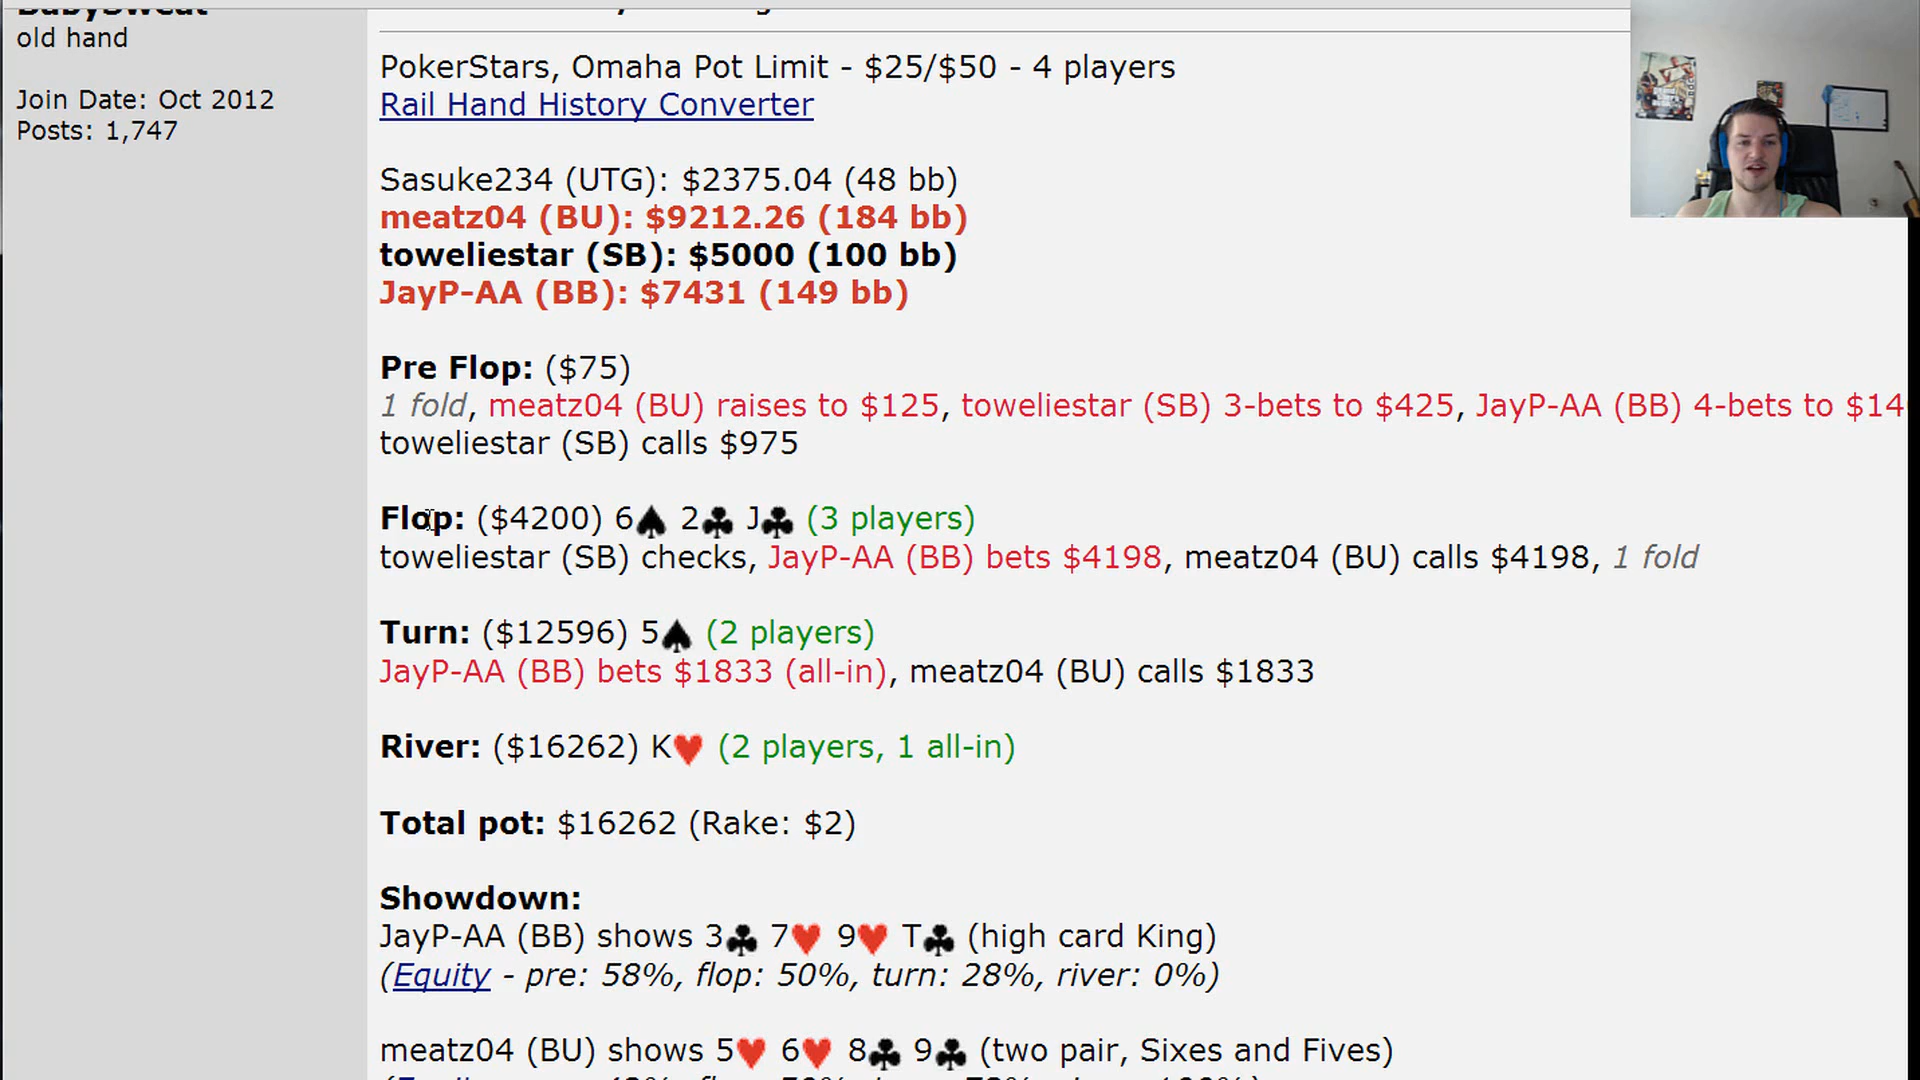 BabySweat
old hand
Join Date: Oct 2012
Posts: 1,747
PokerStars, Omaha Pot Limit - $25/$50 - 4 players
Rail Hand History Converter
Sasuke234 (UTG): $2375.04 (48 bb)
meatz04 (BU): $9212.26 (184 bb)
toweliestar (SB): $5000 (100 bb)
JayP-AA (BB): $7431 (149 bb)
Pre Flop: ($75)
1 fold, meatz04 (BU) raises to $125, toweliestar (SB) 3-bets to $425, JayP-AA (BB) 4-bets to $14
toweliestar (SB) calls $975
Flop: ($4200) 6♠ 2♣ J♣ (3 players)
toweliestar (SB) checks, JayP-AA (BB) bets $4198, meatz04 (BU) calls $4198, 1 fold
Turn: ($12596) 5♠ (2 players)
JayP-AA (BB) bets $1833 (all-in), meatz04 (BU) calls $1833
River: ($16262) K♥ (2 players, 1 all-in)
Total pot: $16262 (Rake: $2)
Showdown:
JayP-AA (BB) shows 3♣ 7♥ 9♥ T♣ (high card King)
(Equity - pre: 58%, flop: 50%, turn: 28%, river: 0%)
meatz04 (BU) shows 5♥ 6♥ 8♣ 9♣ (two pair, Sixes and Fives)